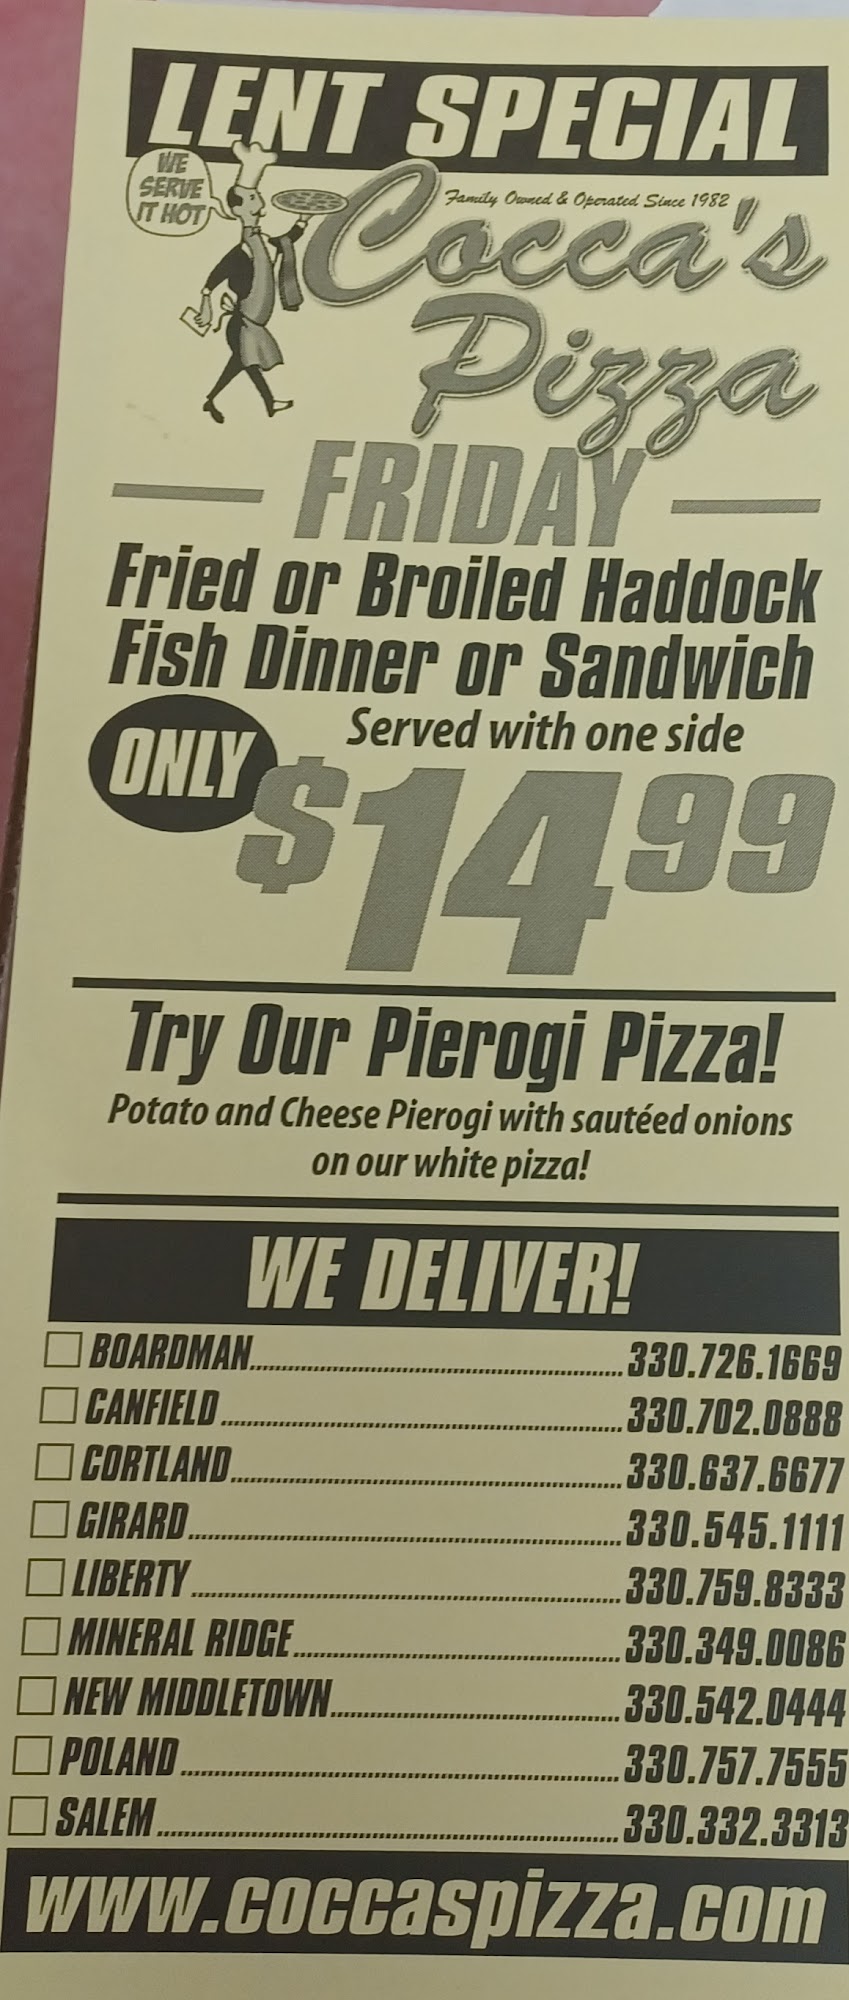 LENT SPECIAL
WE
SERVE
IT HOT
Family Owned & Operated Since 1982
Cocca's
Pizza
FRIDAY
Fried or Broiled Haddock
Fish Dinner or Sandwich
Served with one side
ONLY
$14.99
Try Our Pierogi Pizza!
Potato and Cheese Pierogi with sautéed onions
on our white pizza!
WE DELIVER!
BOARDMAN 330.726.1669
CANFIELD 330.702.0888
CORTLAND 330.637.6677
GIRARD 330.545.1111
LIBERTY 330.759.8333
MINERAL RIDGE 330.349.0086
NEW MIDDLETOWN 330.542.0444
POLAND 330.757.7555
SALEM 330.332.3313
www.coccaspizza.com